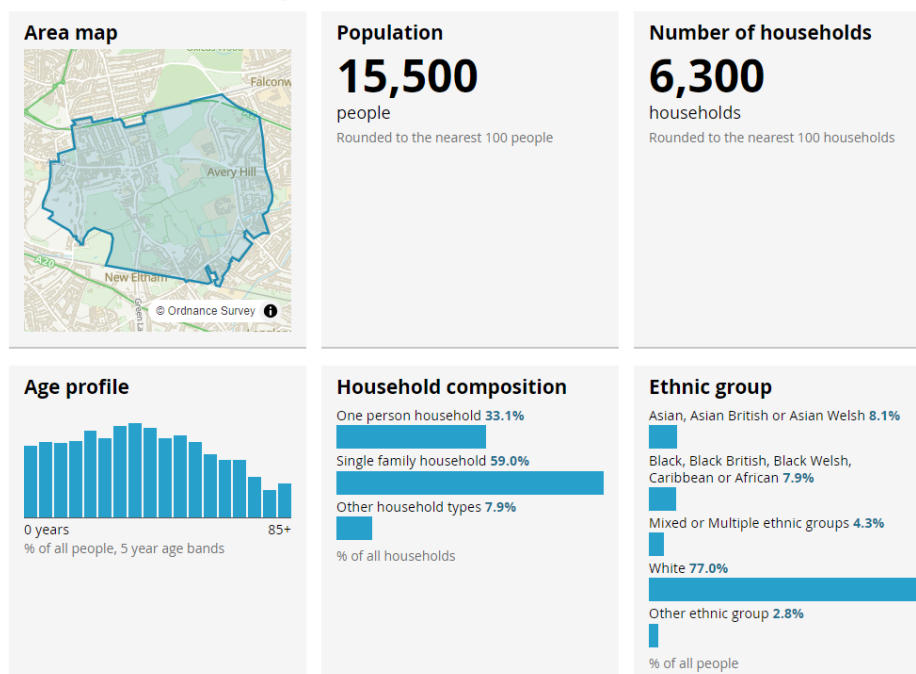 Area map
Falconw
Avery Hill
A20
New Eltham
Green La
© Ordnance Survey
Population
15,500
people
Rounded to the nearest 100 people
Number of households
6,300
households
Rounded to the nearest 100 households
Age profile
0 years 85+
% of all people, 5 year age bands
Household composition
One person household 33.1%
Single family household 59.0%
Other household types 7.9%
% of all households
Ethnic group
Asian, Asian British or Asian Welsh 8.1%
Black, Black British, Black Welsh,
Caribbean or African 7.9%
Mixed or Multiple ethnic groups 4.3%
White 77.0%
Other ethnic group 2.8%
% of all people